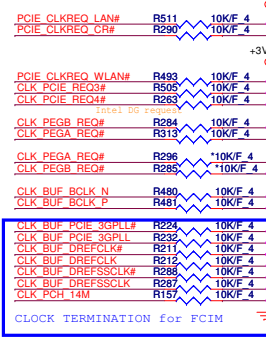 PCIE_CLKREQ_LAN# R511 10K/F_4
PCIE_CLKREQ_CR# R290 10K/F_4
+3V
PCIE_CLKREQ_WLAN# R493 10K/F_4
CLK_PCIE_REQ3# R505 10K/F_4
CLK_PCIE_REQ4# R263 10K/F_4
Intel DG request
CLK_PEGB_REQ# R284 10K/F_4
CLK_PEGA_REQ# R313 10K/F_4
CLK_PEGA_REQ# R296 *10K/F_4
CLK_PEGB_REQ# R285 *10K/F_4
CLK_BUF_BCLK_N R480 10K/F_4
CLK_BUF_BCLK_P R481 10K/F_4
CLK_BUF_PCIE_3GPLL# R224 10K/F_4
CLK_BUF_PCIE_3GPLL R232 10K/F_4
CLK_BUF_DREFCLK# R211 10K/F_4
CLK_BUF_DREFCLK R212 10K/F_4
CLK_BUF_DREFSSCLK# R288 10K/F_4
CLK_BUF_DREFSSCLK R287 10K/F_4
CLK_PCH_14M R157 10K/F_4
CLOCK TERMINATION for FCIM